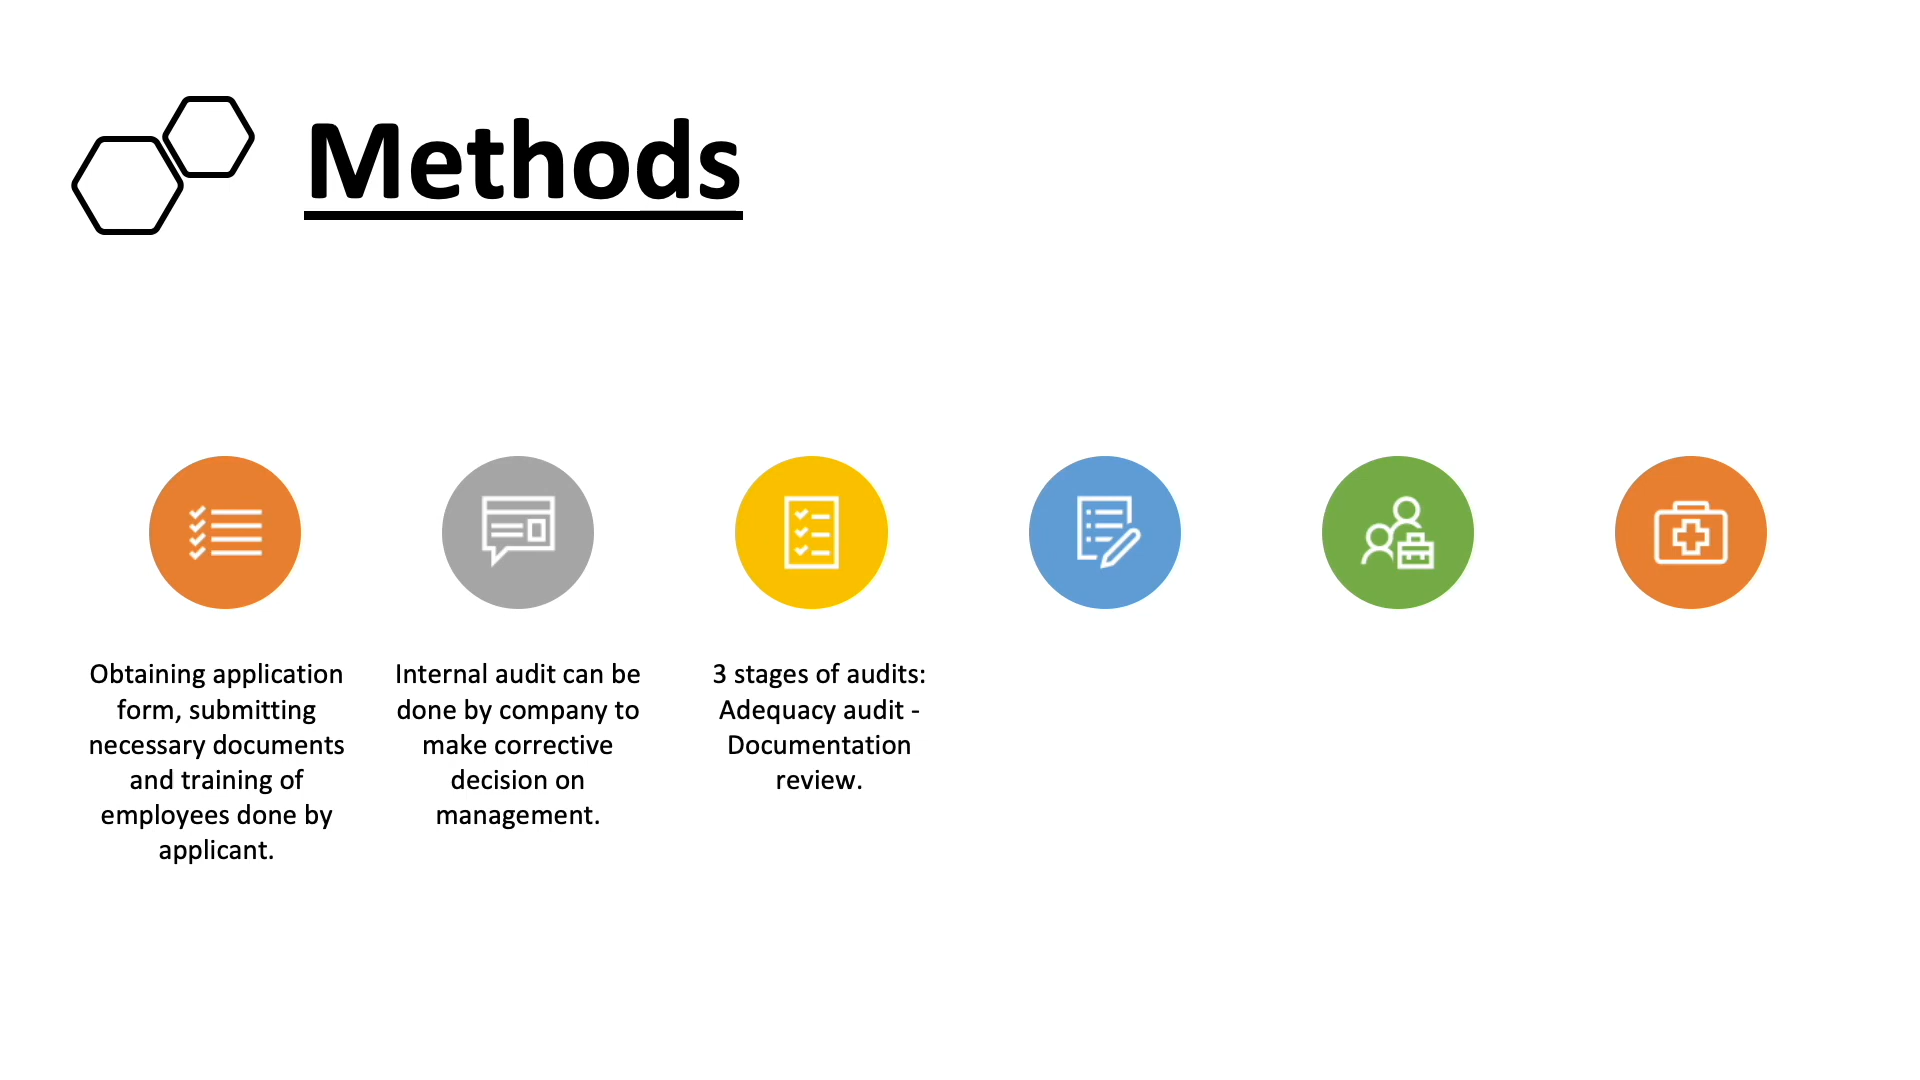 Methods
Obtaining application
form, submitting
necessary documents
and training of
employees done by
applicant.
Internal audit can be
done by company to
make corrective
decision on
management.
3 stages of audits:
Adequacy audit -
Documentation
review.